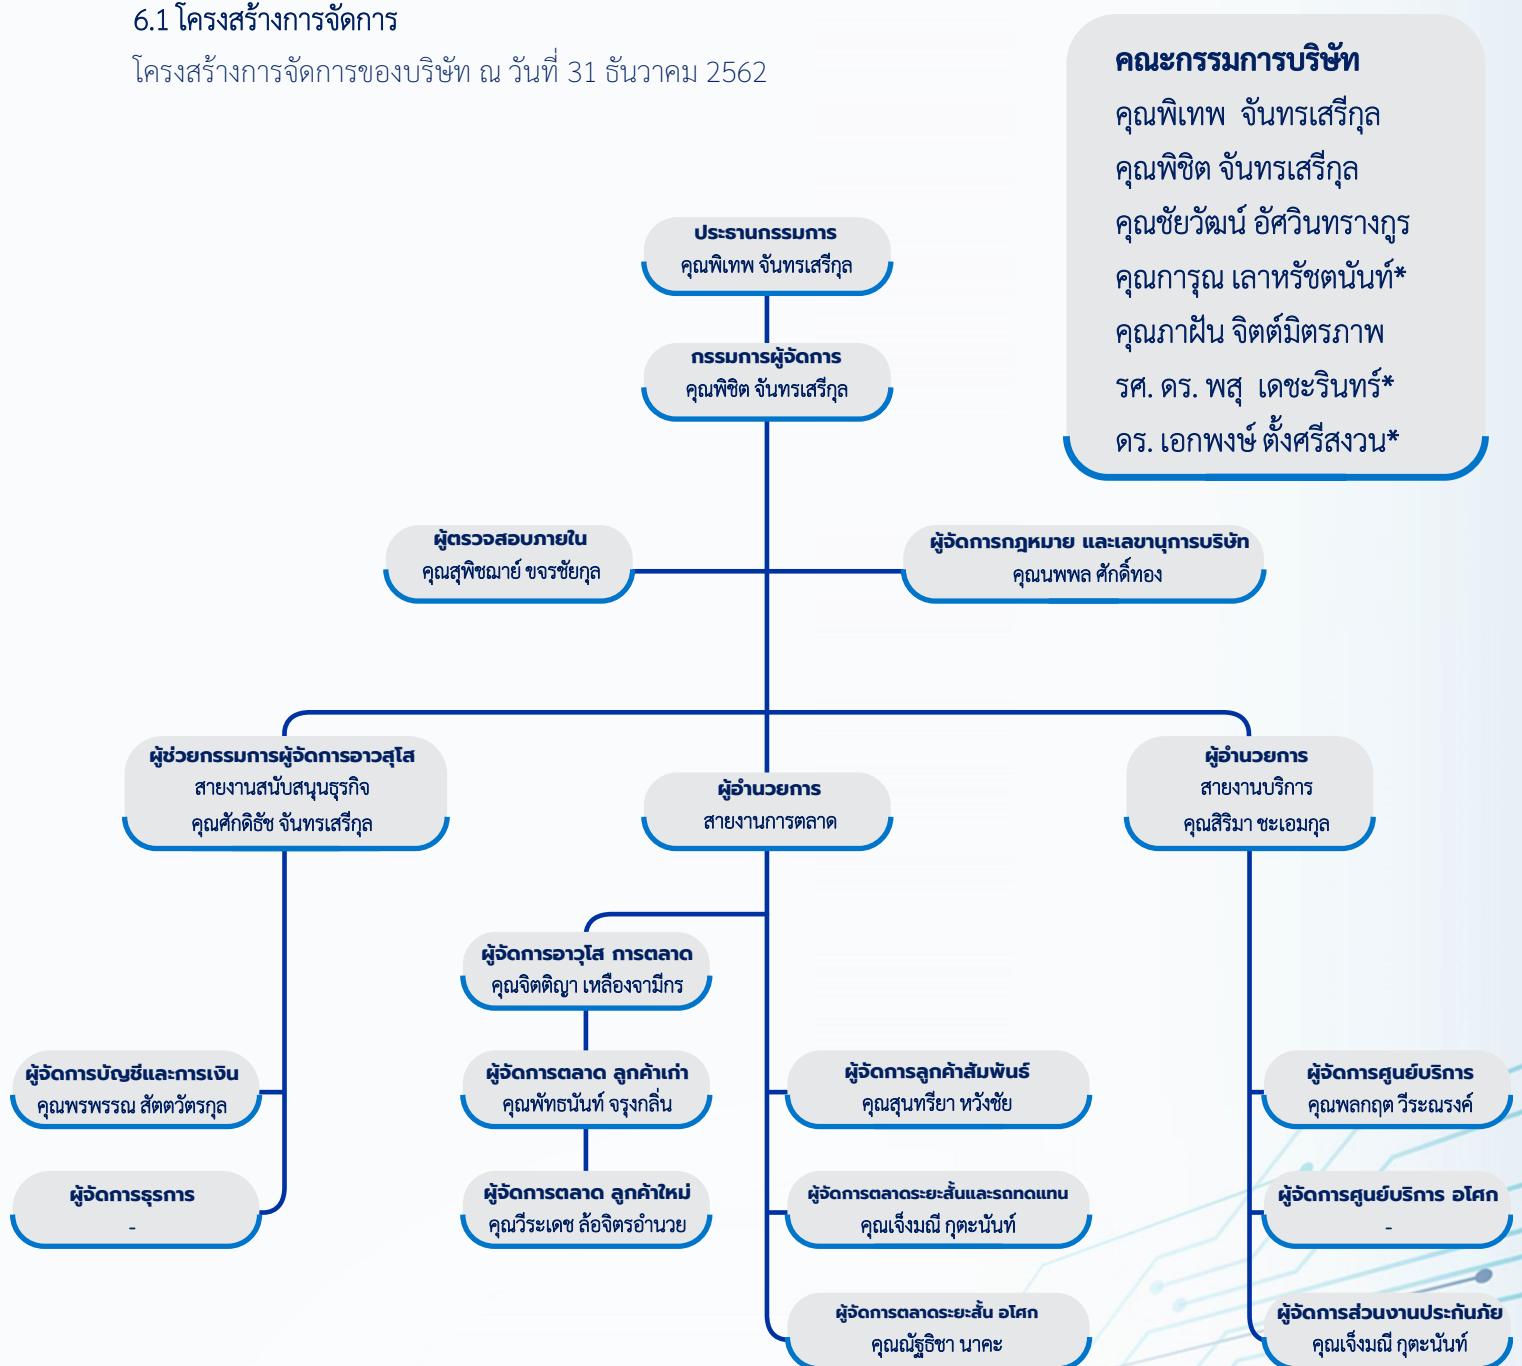 6.1 โครงสร้างการจัดการ
โครงสร้างการจัดการของบริษัท ณ วันที่ 31 ธันวาคม 2562
คณะกรรมการบริษัท
คุณพิเทพ จันทรเสรีกุล
คุณพิชิต จันทรเสรีกุล
คุณชัยวัฒน์ อัศวินทรางกูร
คุณการุณ เลาหรัชตนันท์*
คุณภาฝัน จิตต์มิตรภาพ
รศ. ดร. พสุ เดชะรินทร์*
ดร. เอกพงษ์ ตั้งศรีสงวน*
ประธานกรรมการ
คุณพิเทพ จันทรเสรีกุล
กรรมการผู้จัดการ
คุณพิชิต จันทรเสรีกุล
ผู้ตรวจสอบภายใน
คุณสุพิชฌาย์ ขจรชัยกุล
ผู้จัดการกฎหมาย และเลขานุการบริษัท
คุณนพพล ศักดิ์ทอง
ผู้ช่วยกรรมการผู้จัดการอาวสุโส
สายงานสนับสนุนธุรกิจ
คุณศักดิธัช จันทรเสรีกุล
ผู้อำนวยการ
สายงานการตลาด
ผู้อำนวยการ
สายงานบริการ
คุณสิริมา ชะเอมกุล
ผู้จัดการอาวุโส การตลาด
คุณจิตติญา เหลืองจามีกร
ผู้จัดการบัญชีและการเงิน
คุณพรพรรณ สัตตวัตรกุล
ผู้จัดการตลาด ลูกค้าเก่า
คุณพัทธนันท์ จรุงกลิ่น
ผู้จัดการลูกค้าสัมพันธ์
คุณสุนทรียา หวังชัย
ผู้จัดการศูนย์บริการ
คุณพลกฤต วีระณรงค์
ผู้จัดการธุรการ
-
ผู้จัดการตลาด ลูกค้าใหม่
คุณวีระเดช ล้อจิตรอำนวย
ผู้จัดการตลาดระยะสั้นและรถทดแทน
คุณเจ็งมณี กุตะนันท์
ผู้จัดการศูนย์บริการ อโศก
-
ผู้จัดการตลาดระยะสั้น อโศก
คุณณัฐธิชา นาคะ
ผู้จัดการส่วนงานประกันภัย
คุณเจ็งมณี กุตะนันท์